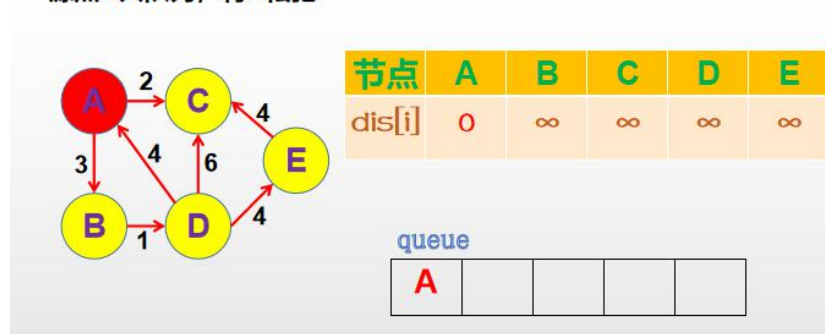 节点 A B C D E
dis[i] 0 ∞ ∞ ∞ ∞
A
2
C
4
E
3
4
6
B
1
D
4
queue
A